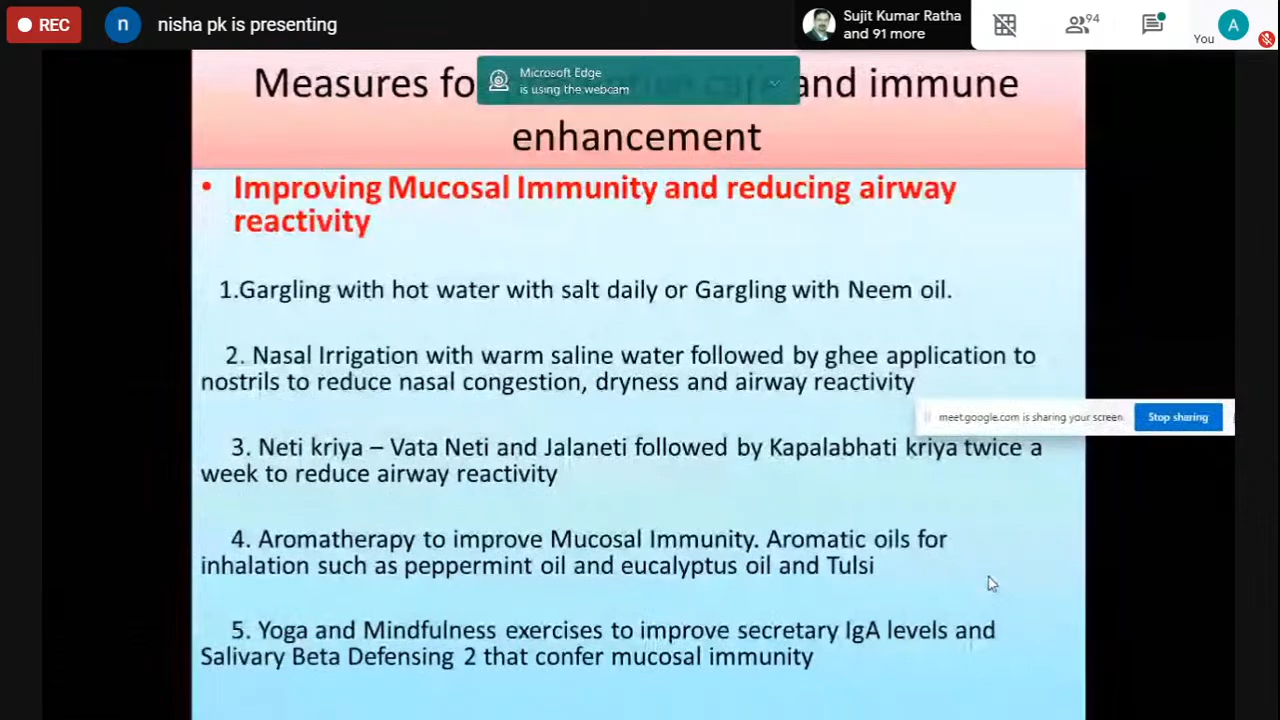 REC
n
nisha pk is presenting
Sujit Kumar Ratha
and 91 more
94
You
A
Microsoft Edge
is using the webcam
Measures fo and immune
enhancement
• Improving Mucosal Immunity and reducing airway
reactivity
1.Gargling with hot water with salt daily or Gargling with Neem oil.
2. Nasal Irrigation with warm saline water followed by ghee application to
nostrils to reduce nasal congestion, dryness and airway reactivity
meet.google.com is sharing your screen.
Stop sharing
3. Neti kriya – Vata Neti and Jalaneti followed by Kapalabhati kriya twice a
week to reduce airway reactivity
4. Aromatherapy to improve Mucosal Immunity. Aromatic oils for
inhalation such as peppermint oil and eucalyptus oil and Tulsi
5. Yoga and Mindfulness exercises to improve secretary IgA levels and
Salivary Beta Defensing 2 that confer mucosal immunity